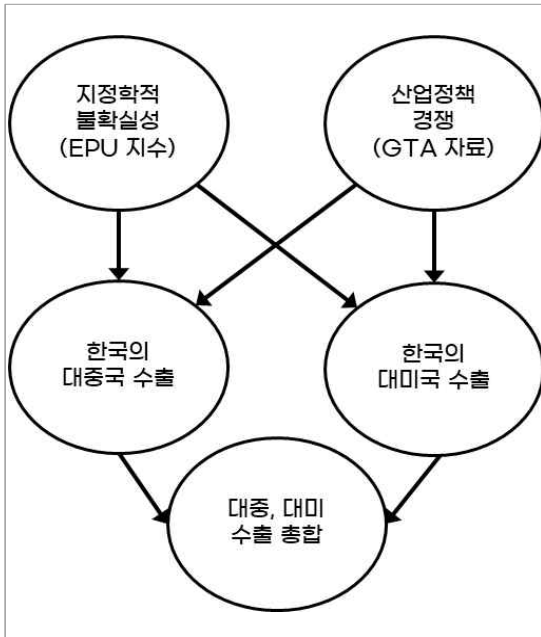 지정학적
불확실성
(EPU 지수)
산업정책
경쟁
(GTA 자료)
한국의
대중국 수출
한국의
대미국 수출
대중, 대미
수출 총합